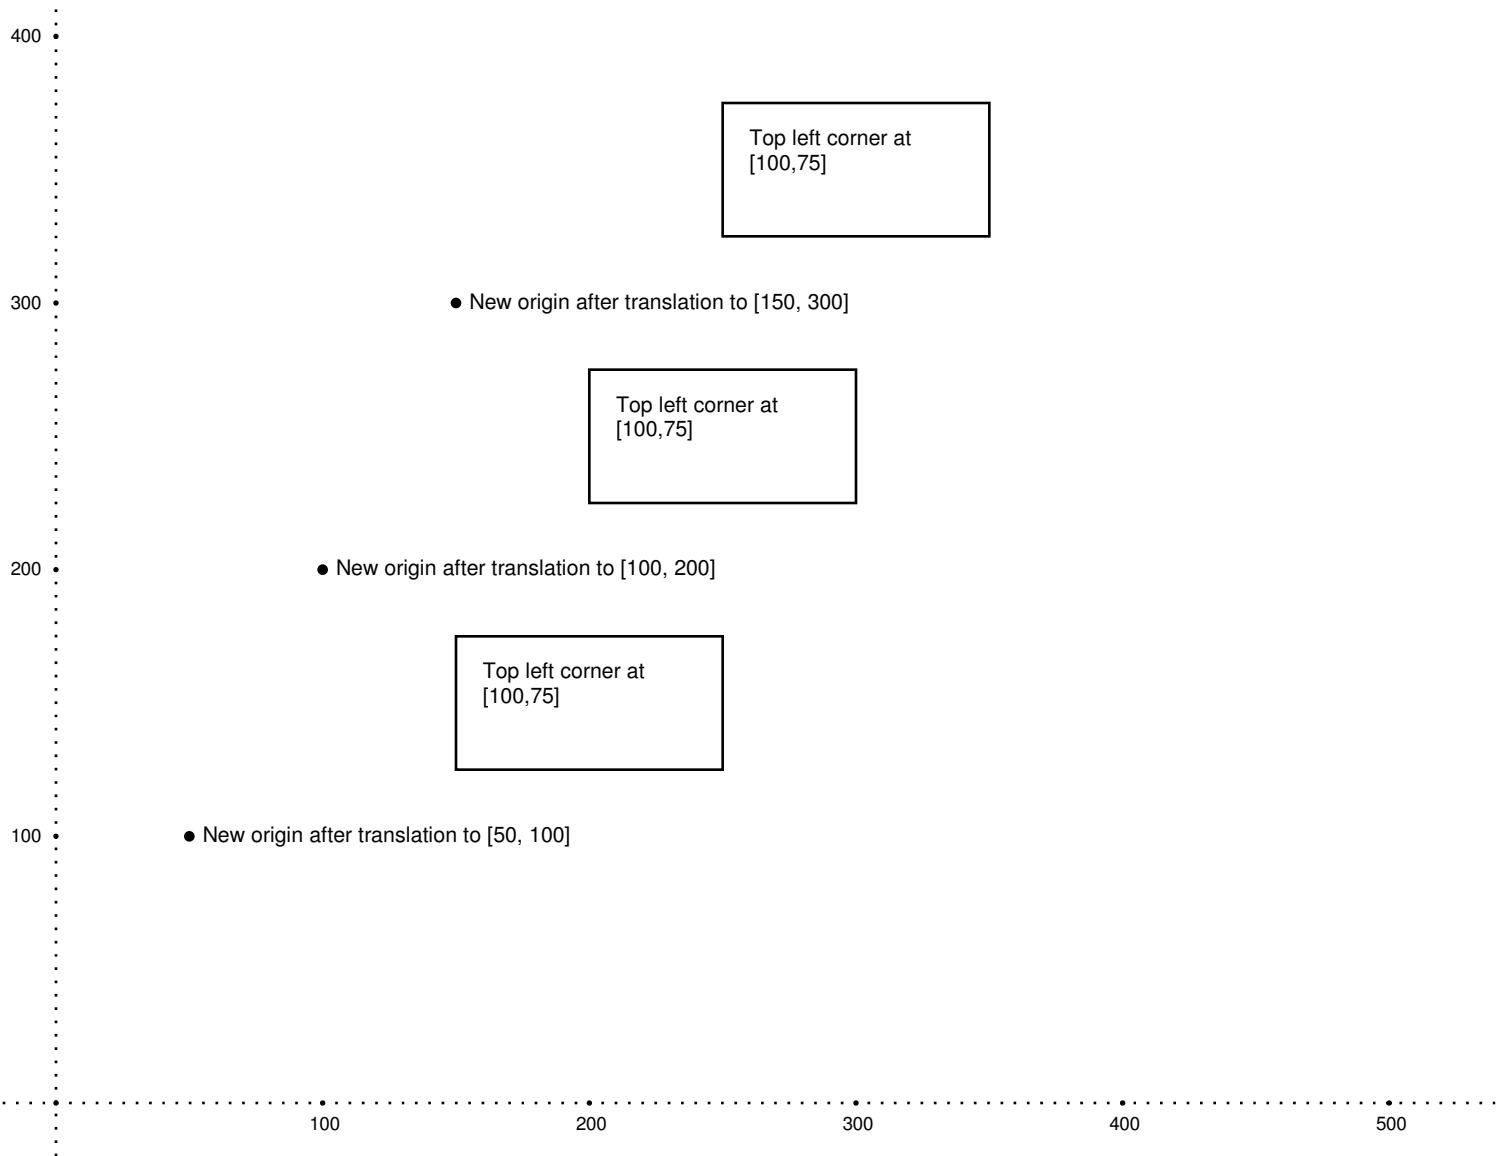 400
Top left corner at
[100,75]
300
New origin after translation to [150, 300]
Top left corner at
[100,75]
200
New origin after translation to [100, 200]
Top left corner at
[100,75]
100
New origin after translation to [50, 100]
100 200 300 400 500